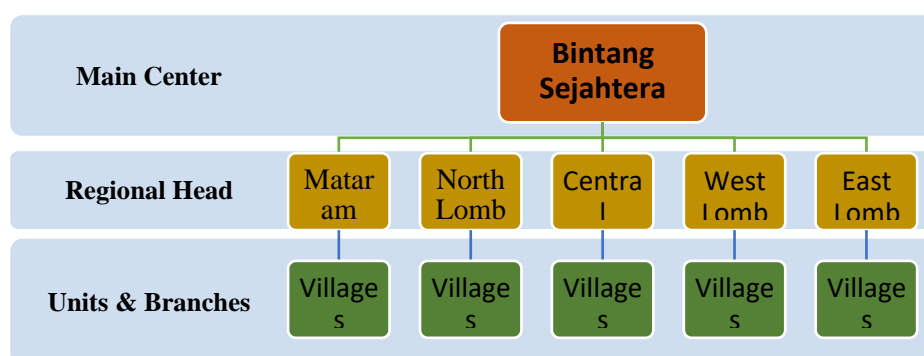 Main Center
Bintang
Sejahtera
Regional Head
Matar
am
North
Lomb
Centra
l
West
Lomb
East
Lomb
Units & Branches
Village
s
Village
s
Village
s
Village
s
Village
s